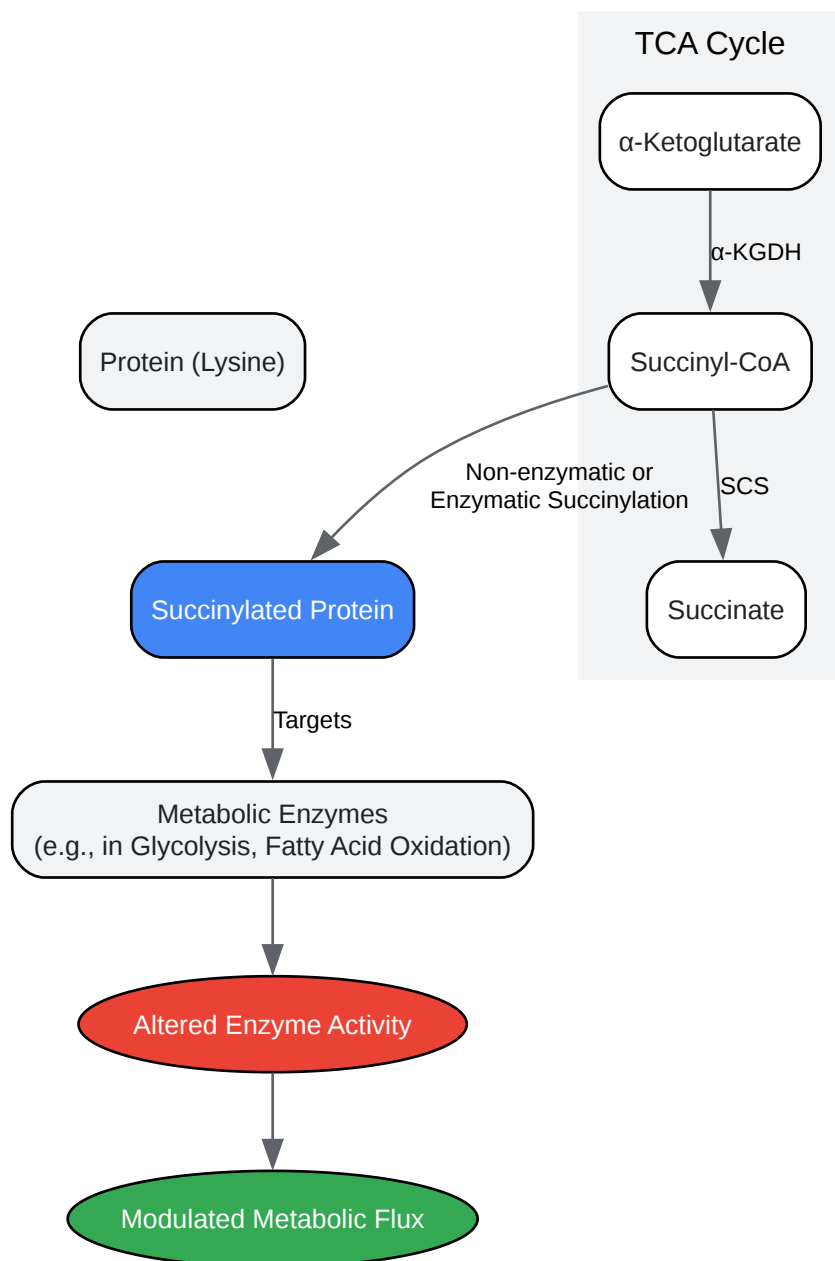 TCA Cycle
α-Ketoglutarate
α-KGDH
Protein (Lysine)
Succinyl-CoA
Non-enzymatic or
Enzymatic Succinylation
SCS
Succinylated Protein
Succinate
Targets
Metabolic Enzymes
(e.g., in Glycolysis, Fatty Acid Oxidation)
Altered Enzyme Activity
Modulated Metabolic Flux